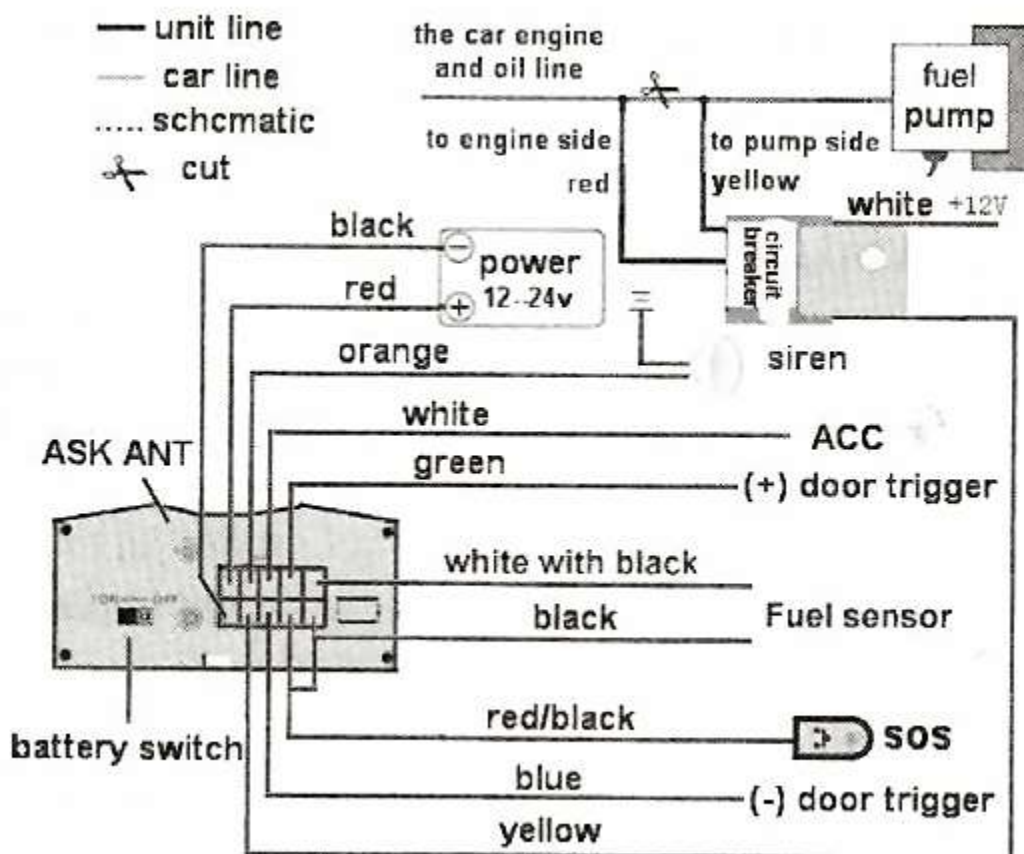 unit line
car line
schcmatic
cut
the car engine
and oil line
to engine side
red
to pump side
yellow
fuel
pump
white +12V
circuit
breaker
black
red
power
12--24v
orange
siren
white
ACC
green
(+) door trigger
ASK ANT
white with black
black
Fuel sensor
battery switch
red/black
SOS
blue
(-) door trigger
yellow